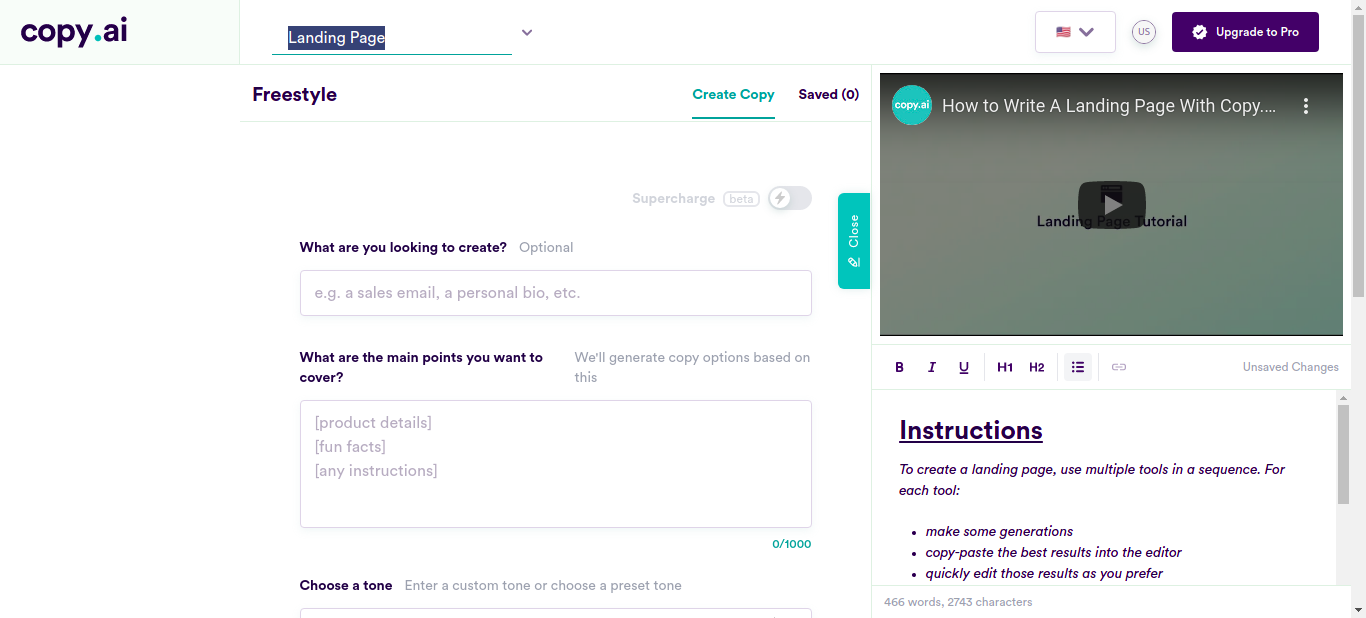 copy.ai
Landing Page
US
Upgrade to Pro
Freestyle
Create Copy
Saved (0)
Supercharge beta
What are you looking to create? Optional
e.g. a sales email, a personal bio, etc.
What are the main points you want to
cover?
We'll generate copy options based on
this
[product details]
[fun facts]
[any instructions]
0/1000
Choose a tone Enter a custom tone or choose a preset tone
Close
copy.ai
How to Write A Landing Page With Copy....
Landing Page Tutorial
B I U H1 H2
Unsaved Changes
Instructions
To create a landing page, use multiple tools in a sequence. For
each tool:
• make some generations
• copy-paste the best results into the editor
• quickly edit those results as you prefer
466 words, 2743 characters